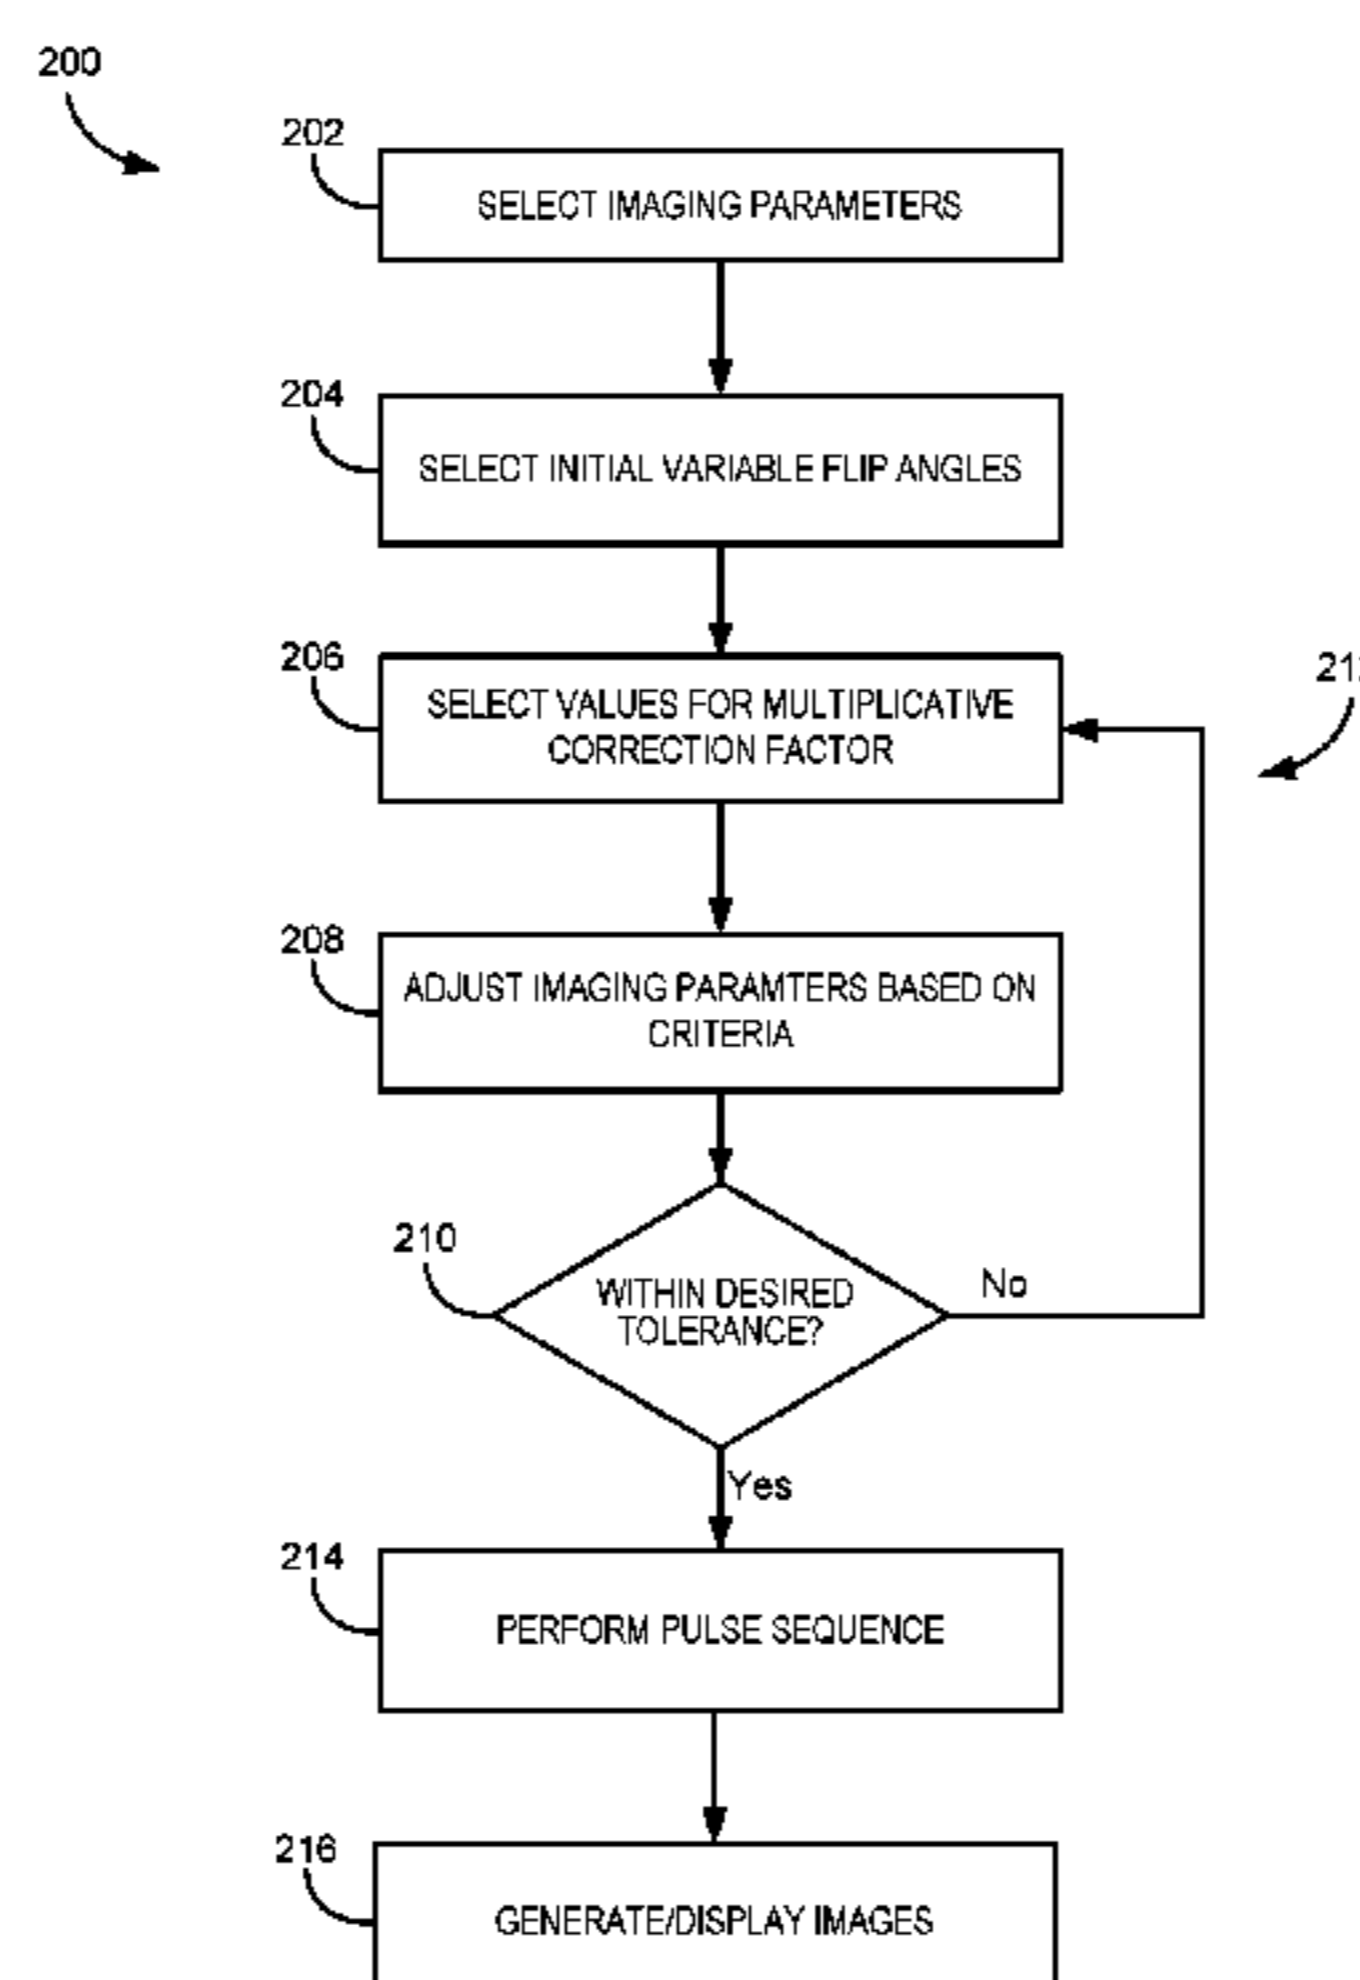 200
202
SELECT IMAGING PARAMETERS
204
SELECT INITIAL VARIABLE FLIP ANGLES
206
SELECT VALUES FOR MULTIPLICATIVE
CORRECTION FACTOR
208
ADJUST IMAGING PARAMTERS BASED ON
CRITERIA
210
WITHIN DESIRED
TOLERANCE?
No
Yes
214
PERFORM PULSE SEQUENCE
216
GENERATE/DISPLAY IMAGES